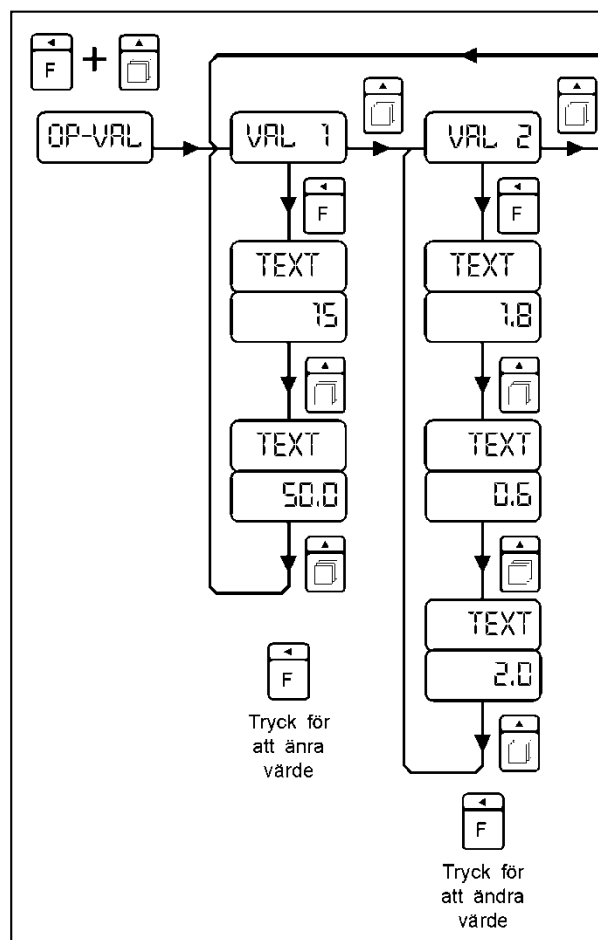 F +
OP-VAL VAL 1 VAL 2
F F
TEXT TEXT
15 1.8
TEXT TEXT
50.0 0.6
TEXT
2.0
F
Tryck för
att änra
värde
F
Tryck för
att ändra
värde